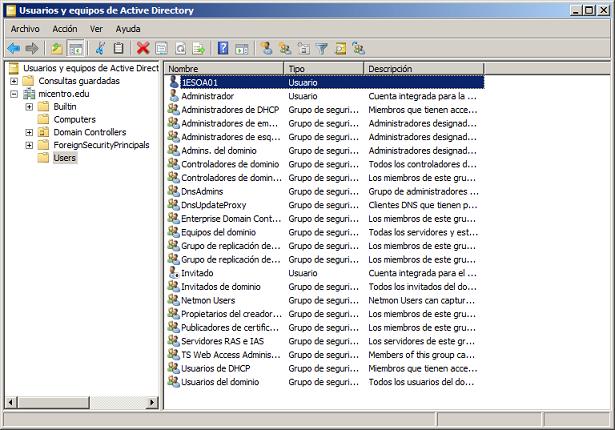 Usuarios y equipos de Active Directory
Archivo Acción Ver Ayuda
Usuarios y equipos de Active Direct
Consultas guardadas
micentro.edu
Builtin
Computers
Domain Controllers
ForeignSecurityPrincipals
Users
Nombre Tipo Descripción
1ESOA01 Usuario
Administrador Usuario Cuenta integrada para la ...
Administradores de DHCP Grupo de seguri... Miembros que tienen acce...
Administradores de em... Grupo de seguri... Administradores designad...
Administradores de esq... Grupo de seguri... Administradores designad...
Admins. del dominio Grupo de seguri... Administradores designad...
Controladores de dominio Grupo de seguri... Todos los controladores d...
Controladores de domin... Grupo de seguri... Los miembros de este gru...
DnsAdmins Grupo de seguri... Grupo de administradores ...
DnsUpdateProxy Grupo de seguri... Clientes DNS que tienen p...
Enterprise Domain Cont... Grupo de seguri... Los miembros de este gru...
Equipos del dominio Grupo de seguri... Todas los servidores y est...
Grupo de replicación de... Grupo de seguri... Los miembros de este gru...
Grupo de replicación de... Grupo de seguri... Los miembros de este gru...
Invitado Usuario Cuenta integrada para el ...
Invitados de dominio Grupo de seguri... Todos los invitados del do...
Netmon Users Grupo de seguri... Netmon Users can captur...
Propietarios del creador... Grupo de seguri... Los miembros de este gru...
Publicadores de certific... Grupo de seguri... Los miembros de este gru...
Servidores RAS e IAS Grupo de seguri... Los servidores de este gr...
TS Web Access Adminis... Grupo de seguri... Members of this group ca...
Usuarios de DHCP Grupo de seguri... Miembros que tienen acce...
Usuarios del dominio Grupo de seguri... Todos los usuarios del do...